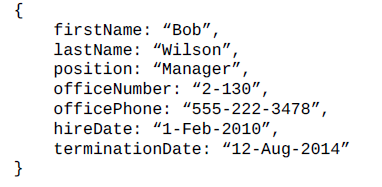 {
firstName: “Bob”,
lastName: “Wilson”,
position: “Manager”,
officeNumber: “2-130”,
officePhone: “555-222-3478”,
hireDate: “1-Feb-2010”,
terminationDate: “12-Aug-2014”
}